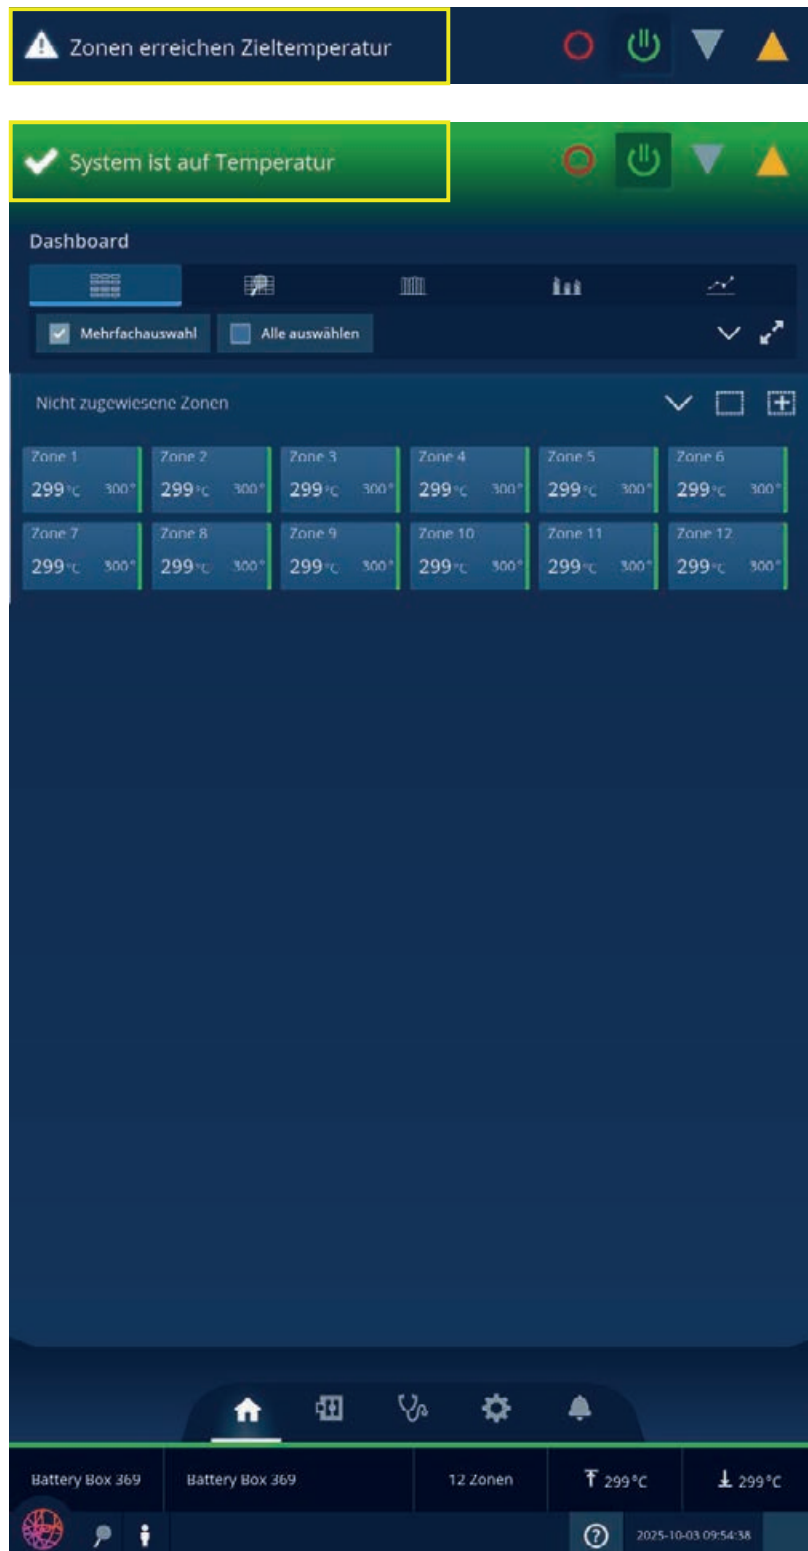 Zonen erreichen Zieltemperatur
System ist auf Temperatur
Dashboard
Mehrfachauswahl Alle auswählen
Nicht zugewiesene Zonen
Zone 1 Zone 2 Zone 3 Zone 4 Zone 5 Zone 6
299 °C 300° 299 °C 300° 299 °C 300° 299 °C 300° 299 °C 300° 299 °C 300°
Zone 7 Zone 8 Zone 9 Zone 10 Zone 11 Zone 12
299 °C 300° 299 °C 300° 299 °C 300° 299 °C 300° 299 °C 300° 299 °C 300°
Battery Box 369 Battery Box 369 12 Zonen 299 °C 299 °C
2025-10-03 09:54:38